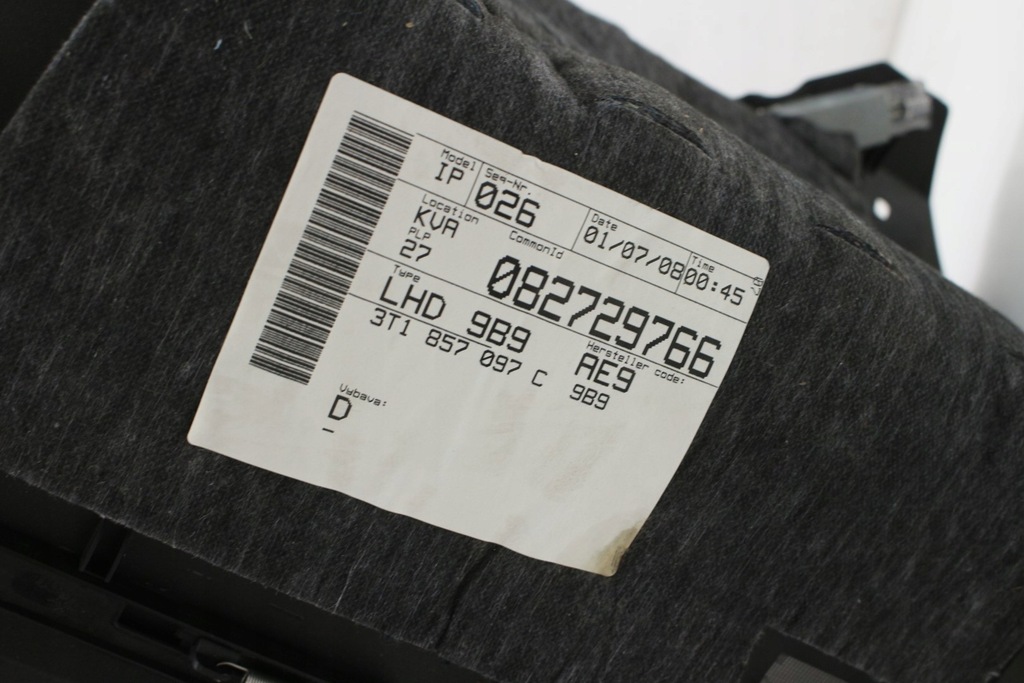 Model Seq-Nr. Date Time
IP 026 01/07/08 00:45
Location CommonId
KVA 082729766
PLP
27
Type Hersteller code:
LHD 9B9 AE9
3T1 857 097 C 9B9
Vybava:
D
_